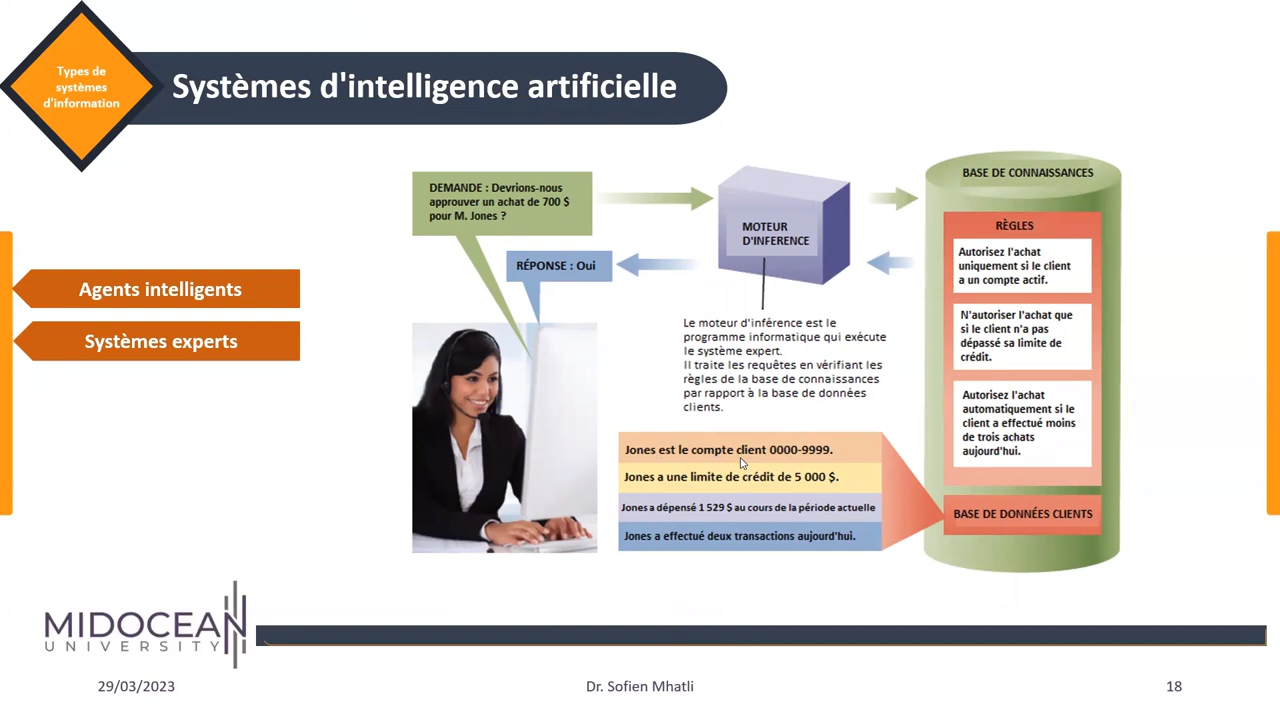 Types de
systèmes
d'information
Systèmes d'intelligence artificielle
Agents intelligents
Systèmes experts
DEMANDE : Devrions-nous
approuver un achat de 700 $
pour M. Jones ?
RÉPONSE : Oui
MOTEUR
D'INFERENCE
Le moteur d'inférence est le
programme informatique qui exécute
le système expert.
Il traite les requêtes en vérifiant les
règles de la base de connaissances
par rapport à la base de données
clients.
Jones est le compte client 0000-9999.
Jones a une limite de crédit de 5 000 $.
Jones a dépensé 1 529 $ au cours de la période actuelle
Jones a effectué deux transactions aujourd'hui.
BASE DE CONNAISSANCES
RÈGLES
Autorisez l'achat
uniquement si le client
a un compte actif.
N'autoriser l'achat que
si le client n'a pas
dépassé sa limite de
crédit.
Autorisez l'achat
automatiquement si le
client a effectué moins
de trois achats
aujourd'hui.
BASE DE DONNÉES CLIENTS
MIDOCEAN
UNIVERSITY
29/03/2023
Dr. Sofien Mhatli
18